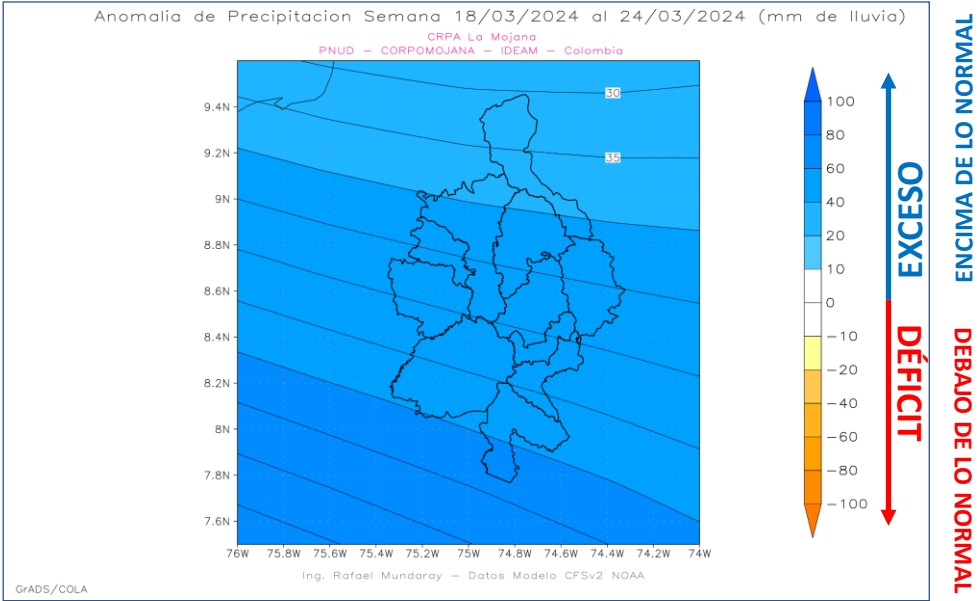 Anomalia de Precipitacion Semana 18/03/2024 al 24/03/2024 (mm de lluvia)
CRPA La Mojana
PNUD — CORPOMOJANA — IDEAM — Colombia
30
35
9.4N
9.2N
9N
8.8N
8.6N
8.4N
8.2N
8N
7.8N
7.6N
76W 75.8W 75.6W 75.4W 75.2W 75W 74.8W 74.6W 74.4W 74.2W 74W
100
80
60
40
20
10
0
−10
−20
−40
−60
−80
−100
EXCESO
DÉFICIT
ENCIMA DE LO NORMAL
DEBAJO DE LO NORMAL
Ing. Rafael Mundaray — Datos Modelo CFSv2 NOAA
GrADS/COLA